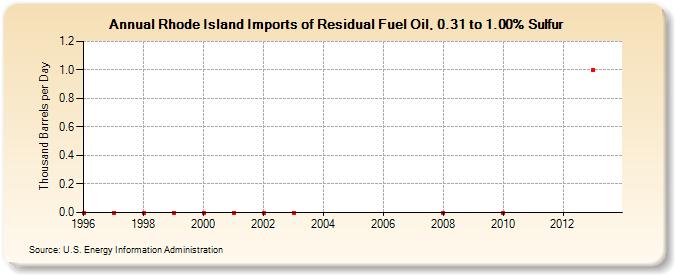 Annual Rhode Island Imports of Residual Fuel Oil, 0.31 to 1.00% Sulfur
Thousand Barrels per Day
1.2
1.0
0.8
0.6
0.4
0.2
0.0
1996 1998 2000 2002 2004 2006 2008 2010 2012
Source: U.S. Energy Information Administration